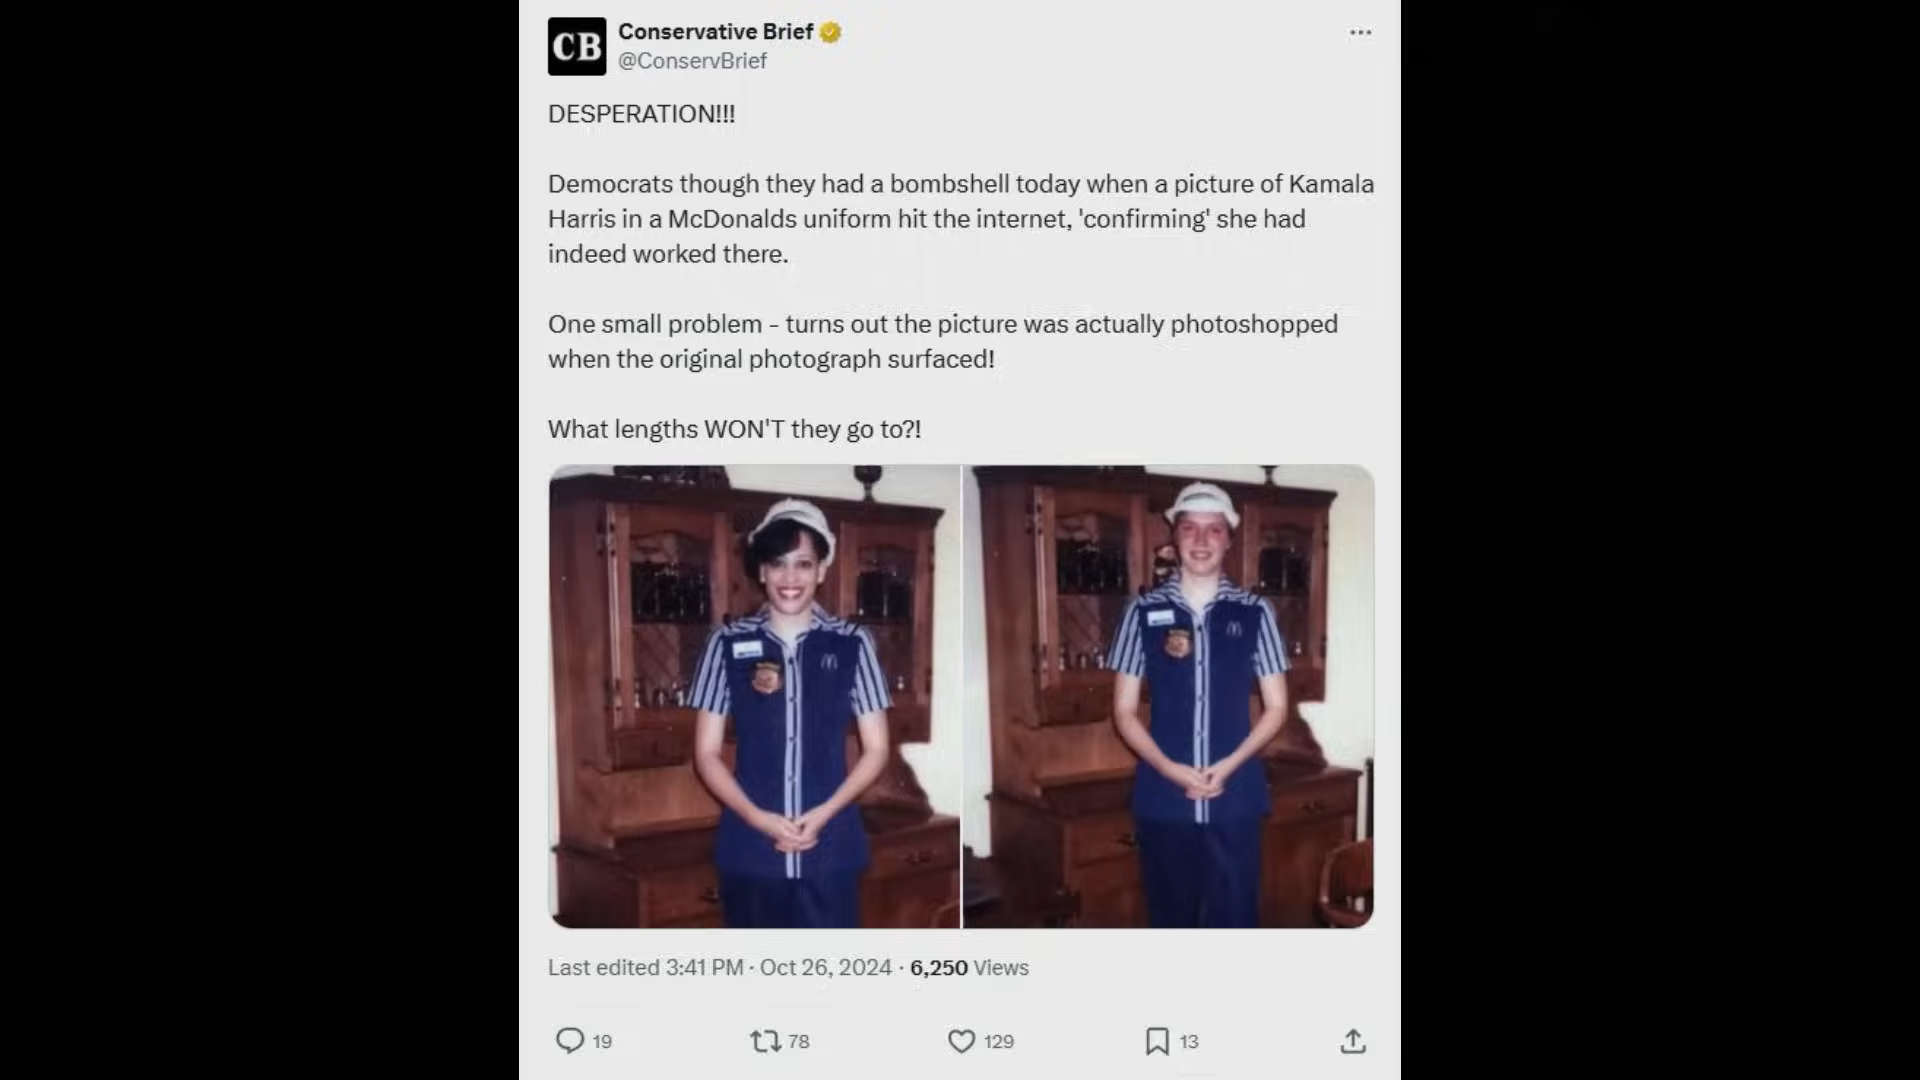 CB
Conservative Brief
@ConservBrief
DESPERATION!!!
Democrats though they had a bombshell today when a picture of Kamala
Harris in a McDonalds uniform hit the internet, 'confirming' she had
indeed worked there.
One small problem - turns out the picture was actually photoshopped
when the original photograph surfaced!
What lengths WON'T they go to?!
Last edited 3:41 PM · Oct 26, 2024 · 6,250 Views
19 78 129 13